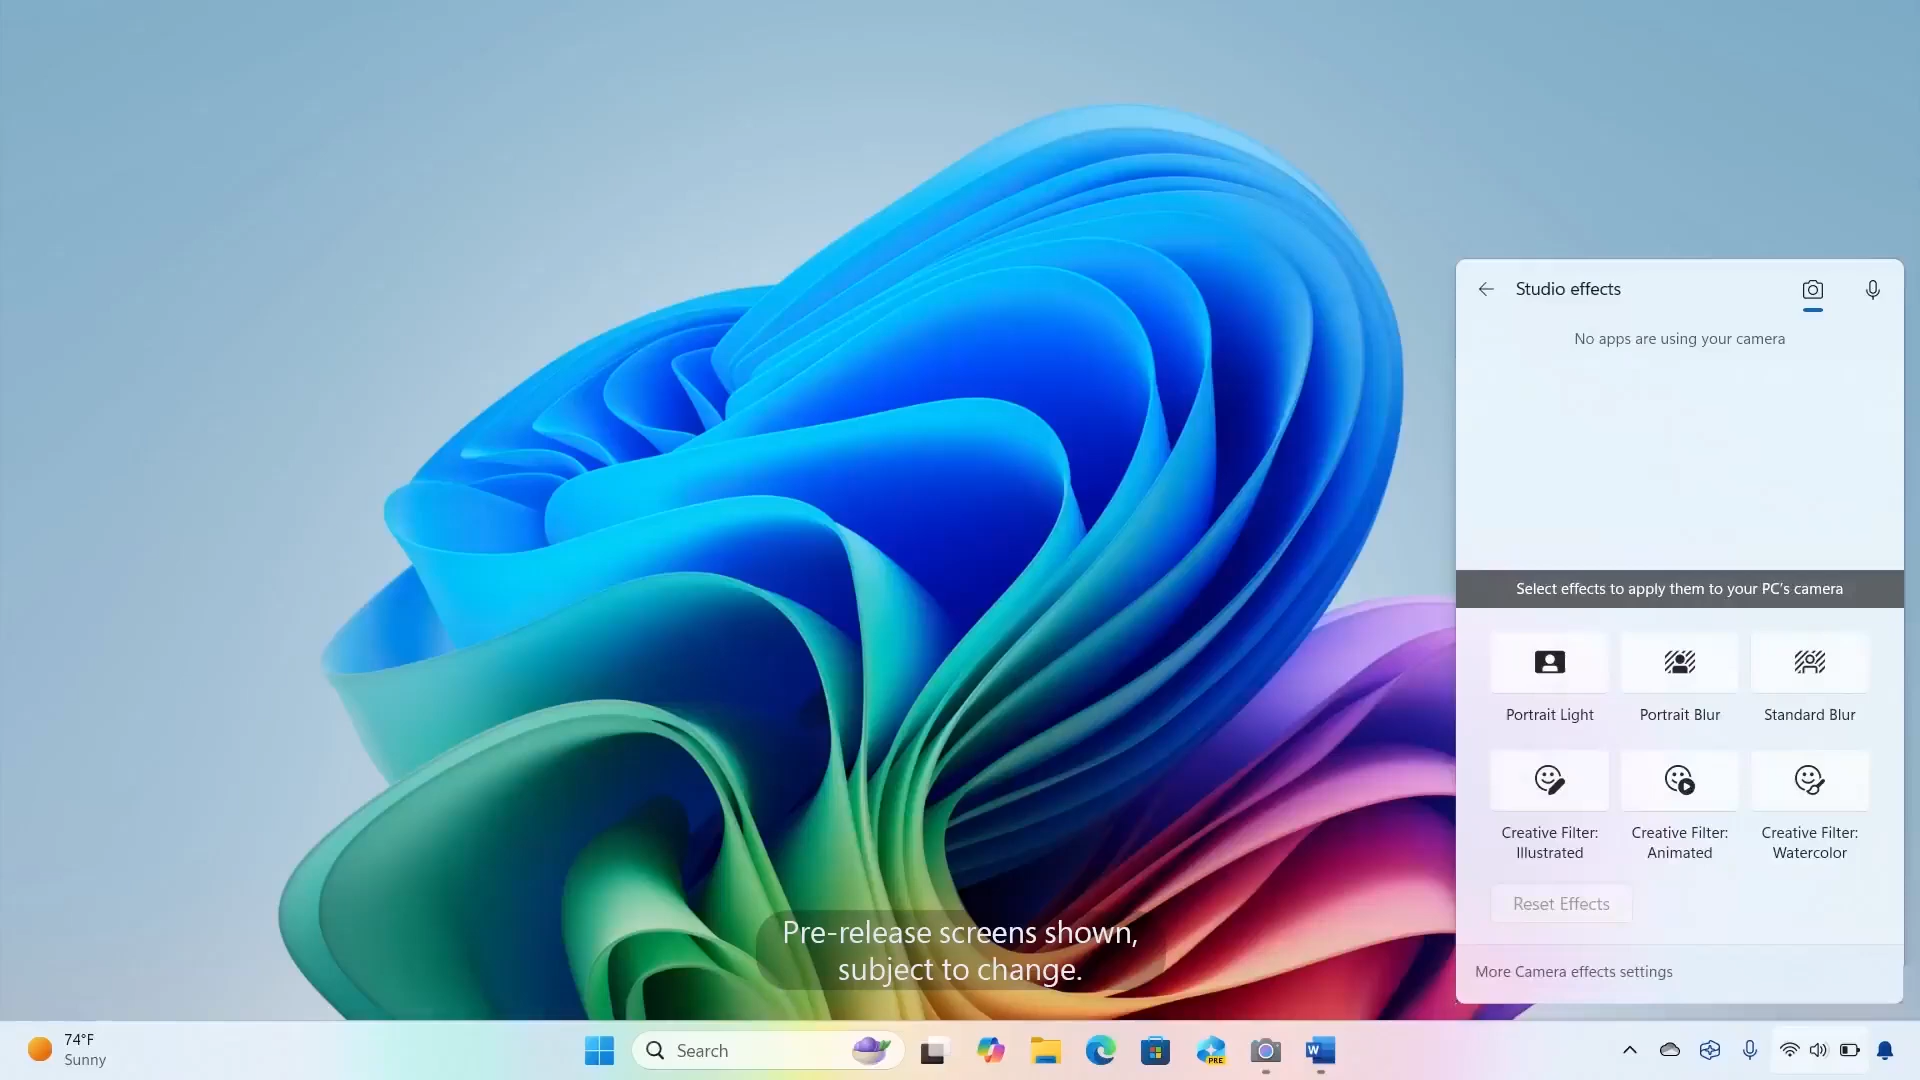 Studio effects
No apps are using your camera
Select effects to apply them to your PC's camera
Portrait Light
Portrait Blur
Standard Blur
Creative Filter:
Illustrated
Creative Filter:
Animated
Creative Filter:
Watercolor
Reset Effects
More Camera effects settings
Pre-release screens shown,
subject to change.
74°F
Sunny
Search
PRE
W